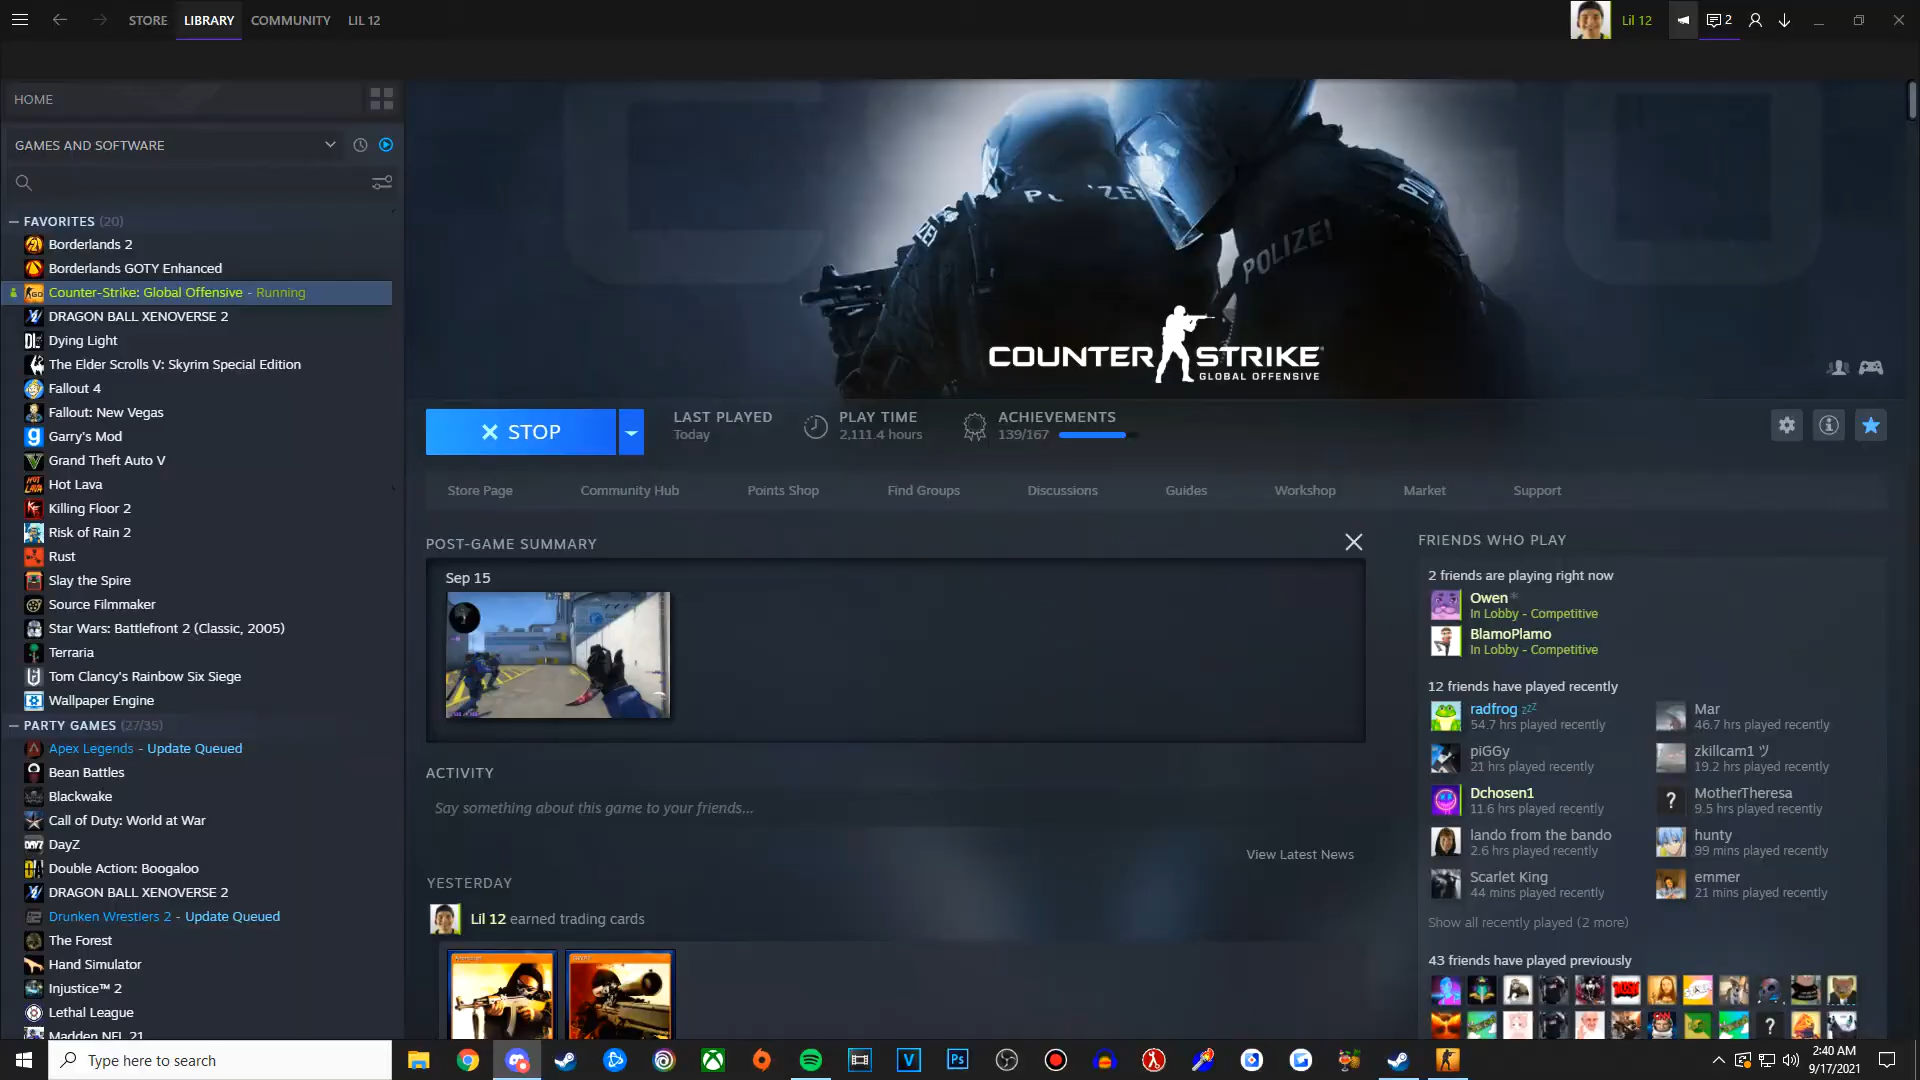 STORE LIBRARY COMMUNITY LIL 12
Lil 12
2
HOME
GAMES AND SOFTWARE
FAVORITES (20)
Borderlands 2
Borderlands GOTY Enhanced
Counter-Strike: Global Offensive - Running
DRAGON BALL XENOVERSE 2
Dying Light
The Elder Scrolls V: Skyrim Special Edition
Fallout 4
Fallout: New Vegas
Garry's Mod
Grand Theft Auto V
Hot Lava
Killing Floor 2
Risk of Rain 2
Rust
Slay the Spire
Source Filmmaker
Star Wars: Battlefront 2 (Classic, 2005)
Terraria
Tom Clancy's Rainbow Six Siege
Wallpaper Engine
PARTY GAMES (27/35)
Apex Legends - Update Queued
Bean Battles
Blackwake
Call of Duty: World at War
DayZ
Double Action: Boogaloo
DRAGON BALL XENOVERSE 2
Drunken Wrestlers 2 - Update Queued
The Forest
Hand Simulator
Injustice™ 2
Lethal League
Madden NFL 21
POLIZEI
POLIZEI
COUNTER STRIKE
GLOBAL OFFENSIVE
STOP
LAST PLAYED
Today
PLAY TIME
2,111.4 hours
ACHIEVEMENTS
139/167
Store Page Community Hub Points Shop Find Groups Discussions Guides Workshop Market Support
POST-GAME SUMMARY
Sep 15
ACTIVITY
Say something about this game to your friends...
View Latest News
YESTERDAY
Lil 12 earned trading cards
FRIENDS WHO PLAY
2 friends are playing right now
Owen *
In Lobby - Competitive
BlamoPlamo
In Lobby - Competitive
12 friends have played recently
radfrog zzZ
54.7 hrs played recently
Mar
46.7 hrs played recently
piGGy
21 hrs played recently
zkillcam1 ツ
19.2 hrs played recently
Dchosen1
11.6 hrs played recently
MotherTheresa
9.5 hrs played recently
lando from the bando
2.6 hrs played recently
hunty
99 mins played recently
Scarlet King
44 mins played recently
emmer
21 mins played recently
Show all recently played (2 more)
43 friends have played previously
Type here to search
2:40 AM
9/17/2021